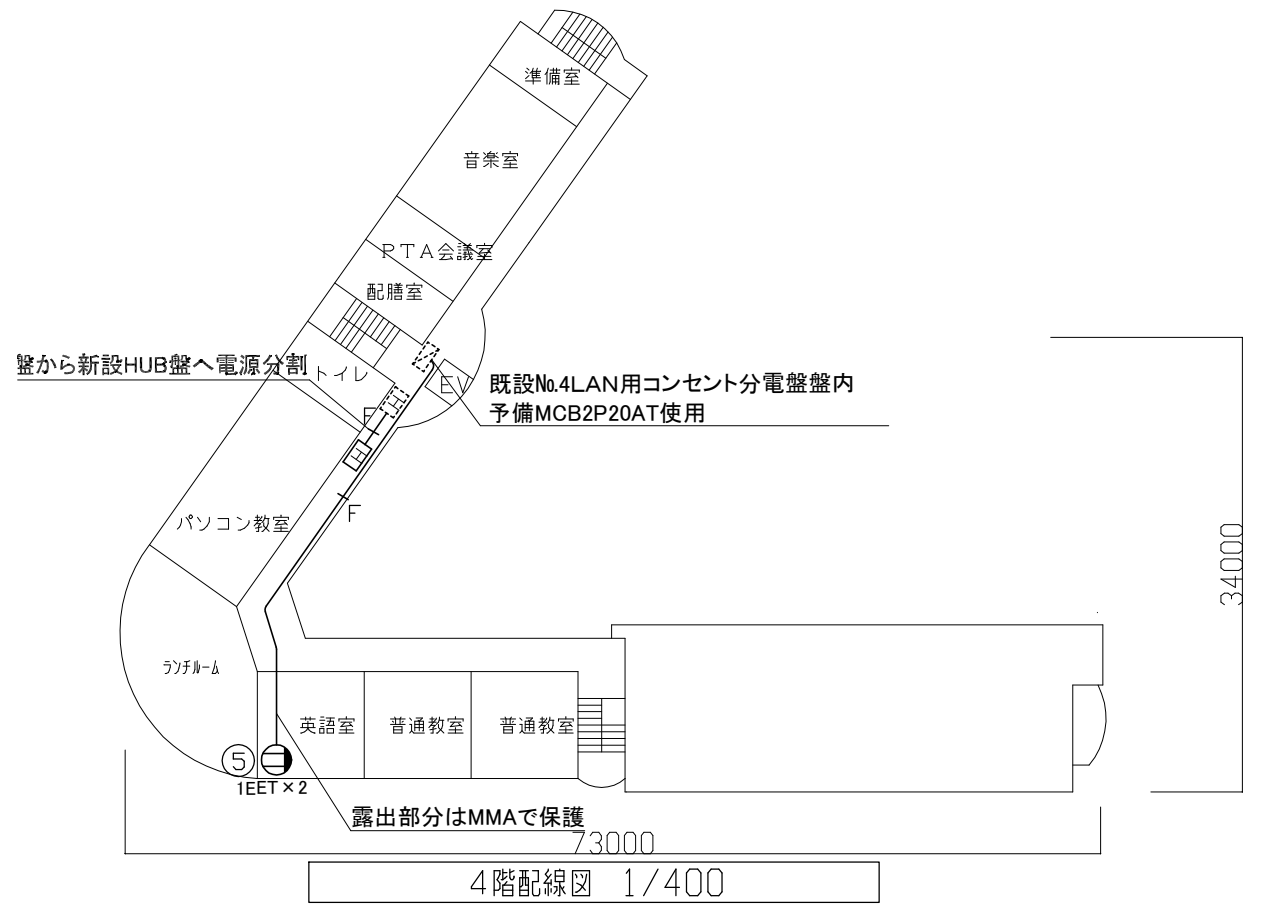 準備室
音楽室
PTA会議室
配膳室
盤から新設HUB盤へ電源分割
トイレ
EV
既設№4LAN用コンセント分電盤盤内
予備MCB2P20AT使用
H
F
H
F
パソコン教室
34000
ランチルーム
英語室
普通教室
普通教室
5
1EET×2
露出部分はMMAで保護
73000
4階配線図 1/400